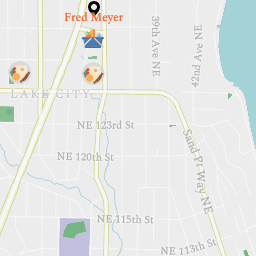 Fred Meyer
39th Ave NE
42nd Ave NE
LAKE CITY
NE 123rd St
Sand Pt Way NE
NE 120th St
NE 115th St
NE 113th St